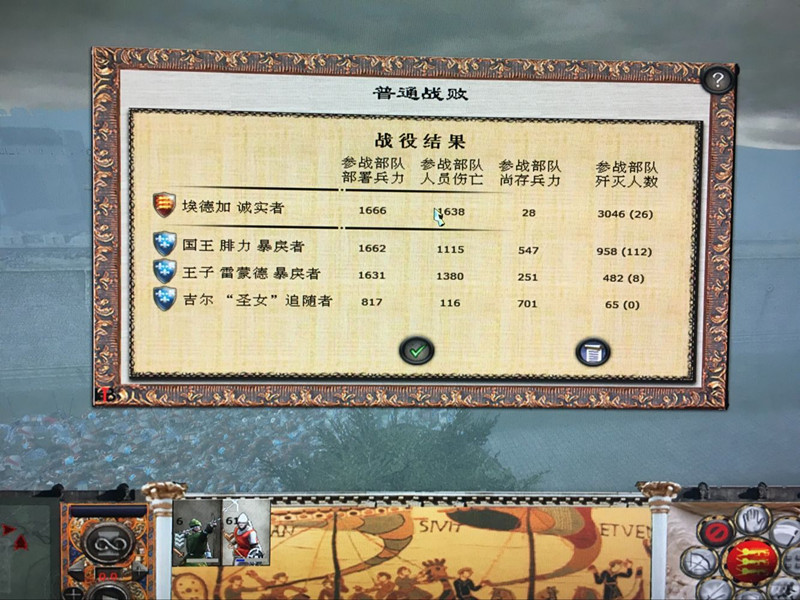 ?
普通战败
战役结果
参战部队 参战部队 参战部队 参战部队
部署兵力 人员伤亡 尚存兵力 歼灭人数
埃德加 诚实者 1666 1638 28 3046 (26)
国王 腓力 暴戾者 1662 1115 547 958 (112)
王子 雷蒙德 暴戾者 1631 1380 251 482 (8)
吉尔 “圣女”追随者 817 116 701 65 (0)
6 61
ETVEN